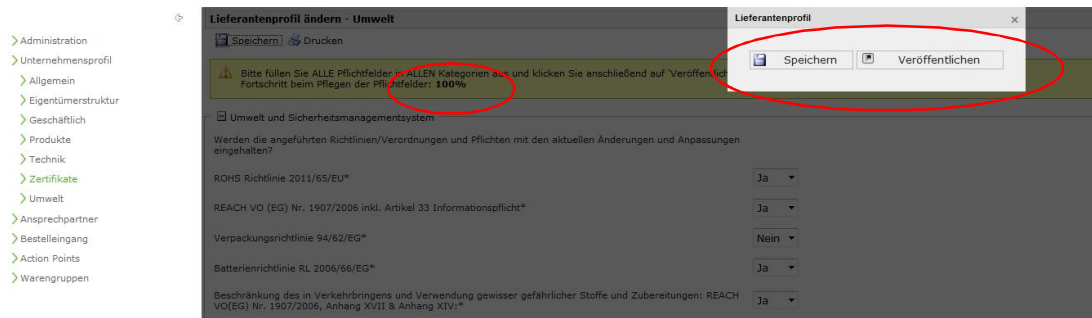 Administration
Unternehmensprofil
Allgemein
Eigentümerstruktur
Geschäftlich
Produkte
Technik
Zertifikate
Umwelt
Ansprechpartner
Bestelleingang
Action Points
Warengruppen
Lieferantenprofil ändern - Umwelt
Speichern Drucken
Bitte füllen Sie ALLE Pflichtfelder in ALLEN Kategorien aus und klicken Sie anschließend auf 'Veröffentlich
Fortschritt beim Pflegen der Pflichtfelder: 100%
Umwelt und Sicherheitsmanagementsystem
Werden die angeführten Richtlinien/Verordnungen und Pflichten mit den aktuellen Änderungen und Anpassungen
eingehalten?
ROHS Richtlinie 2011/65/EU* Ja
REACH VO (EG) Nr. 1907/2006 inkl. Artikel 33 Informationspflicht* Ja
Verpackungsrichtlinie 94/62/EG* Nein
Batterienrichtlinie RL 2006/66/EG* Ja
Beschränkung des in Verkehrbringens und Verwendung gewisser gefährlicher Stoffe und Zubereitungen: REACH
VO(EG) Nr. 1907/2006, Anhang XVII & Anhang XIV:* Ja
Lieferantenprofil
Speichern Veröffentlichen